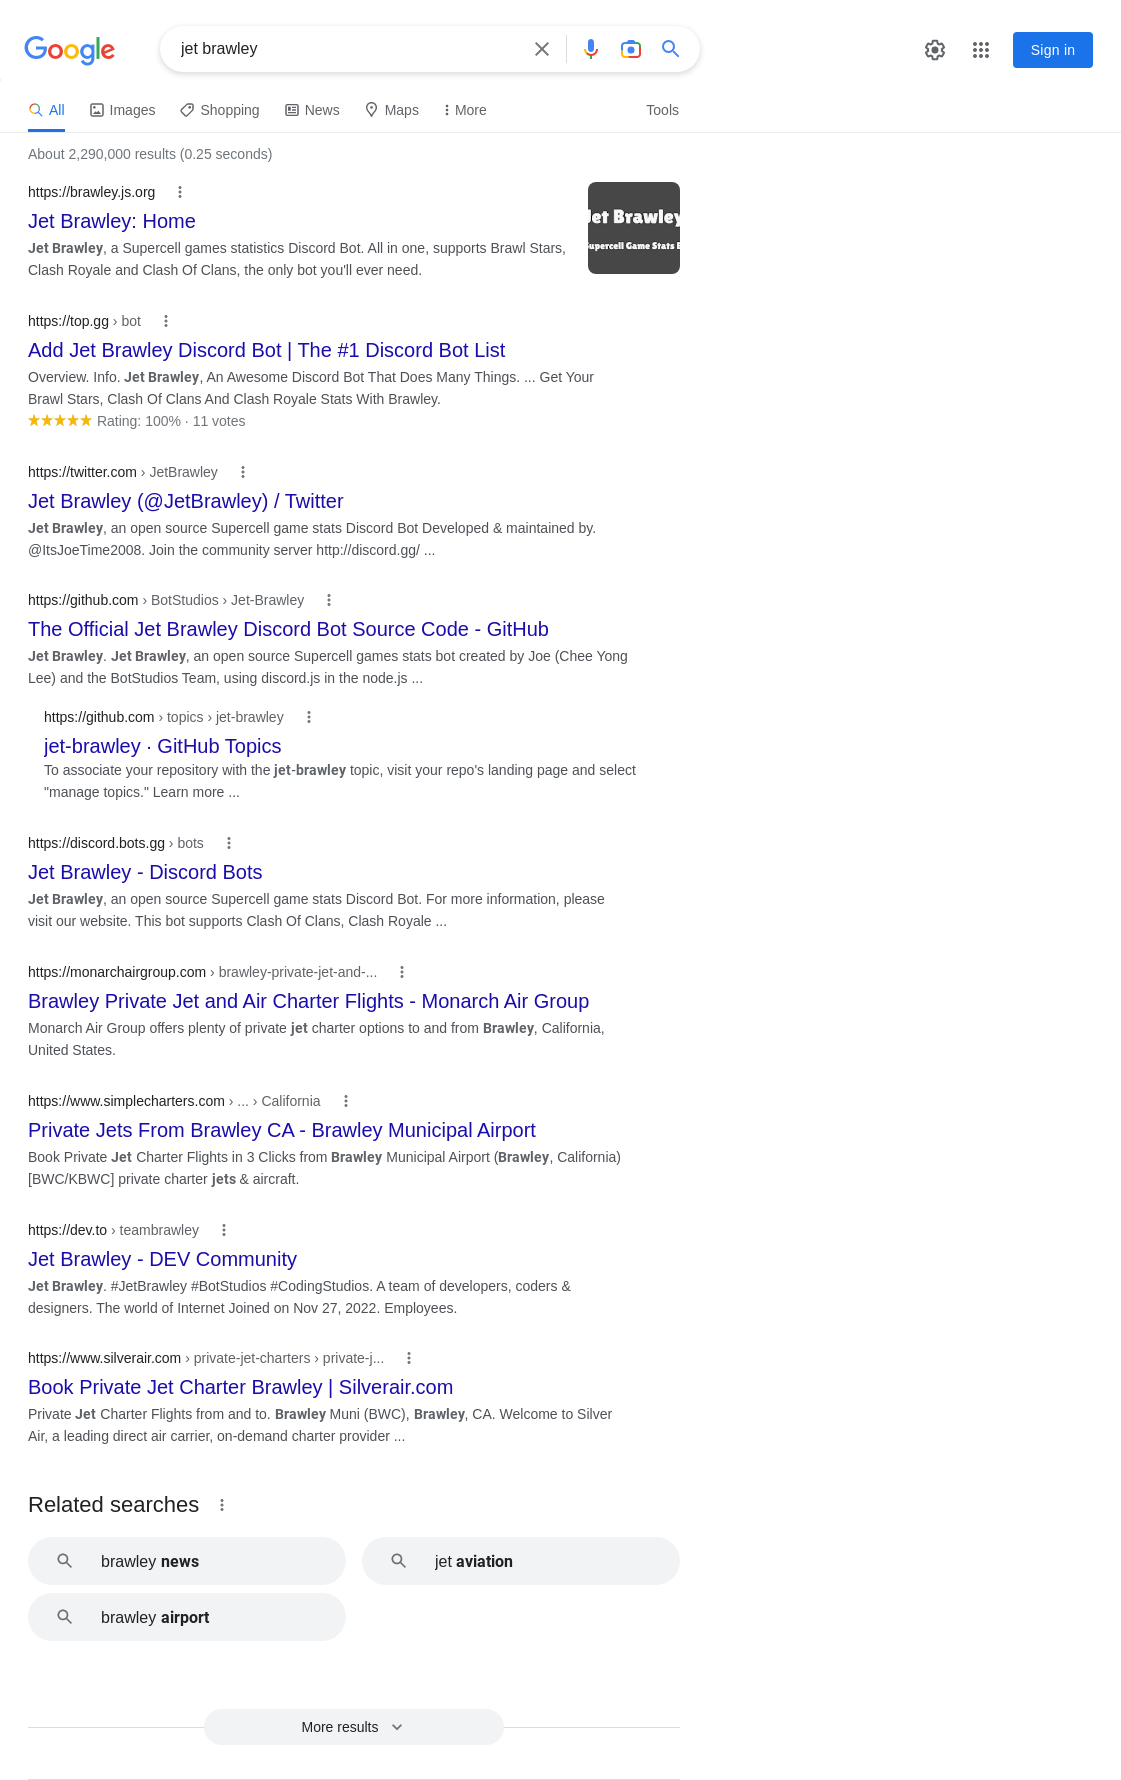 Google
jet brawley
Sign in
All Images Shopping News Maps More Tools
About 2,290,000 results (0.25 seconds)
https://brawley.js.org
Jet Brawley: Home
Jet Brawley, a Supercell games statistics Discord Bot. All in one, supports Brawl Stars,
Clash Royale and Clash Of Clans, the only bot you'll ever need.
Jet Brawley
Supercell Game Stats B
https://top.gg › bot
Add Jet Brawley Discord Bot | The #1 Discord Bot List
Overview. Info. Jet Brawley, An Awesome Discord Bot That Does Many Things. ... Get Your
Brawl Stars, Clash Of Clans And Clash Royale Stats With Brawley.
Rating: 100% · 11 votes
https://twitter.com › JetBrawley
Jet Brawley (@JetBrawley) / Twitter
Jet Brawley, an open source Supercell game stats Discord Bot Developed & maintained by.
@ItsJoeTime2008. Join the community server http://discord.gg/ ...
https://github.com › BotStudios › Jet-Brawley
The Official Jet Brawley Discord Bot Source Code - GitHub
Jet Brawley. Jet Brawley, an open source Supercell games stats bot created by Joe (Chee Yong
Lee) and the BotStudios Team, using discord.js in the node.js ...
https://github.com › topics › jet-brawley
jet-brawley · GitHub Topics
To associate your repository with the jet-brawley topic, visit your repo's landing page and select
"manage topics." Learn more ...
https://discord.bots.gg › bots
Jet Brawley - Discord Bots
Jet Brawley, an open source Supercell game stats Discord Bot. For more information, please
visit our website. This bot supports Clash Of Clans, Clash Royale ...
https://monarchairgroup.com › brawley-private-jet-and-...
Brawley Private Jet and Air Charter Flights - Monarch Air Group
Monarch Air Group offers plenty of private jet charter options to and from Brawley, California,
United States.
https://www.simplecharters.com › ... › California
Private Jets From Brawley CA - Brawley Municipal Airport
Book Private Jet Charter Flights in 3 Clicks from Brawley Municipal Airport (Brawley, California)
[BWC/KBWC] private charter jets & aircraft.
https://dev.to › teambrawley
Jet Brawley - DEV Community
Jet Brawley. #JetBrawley #BotStudios #CodingStudios. A team of developers, coders &
designers. The world of Internet Joined on Nov 27, 2022. Employees.
https://www.silverair.com › private-jet-charters › private-j...
Book Private Jet Charter Brawley | Silverair.com
Private Jet Charter Flights from and to. Brawley Muni (BWC), Brawley, CA. Welcome to Silver
Air, a leading direct air carrier, on-demand charter provider ...
Related searches
brawley news
jet aviation
brawley airport
More results